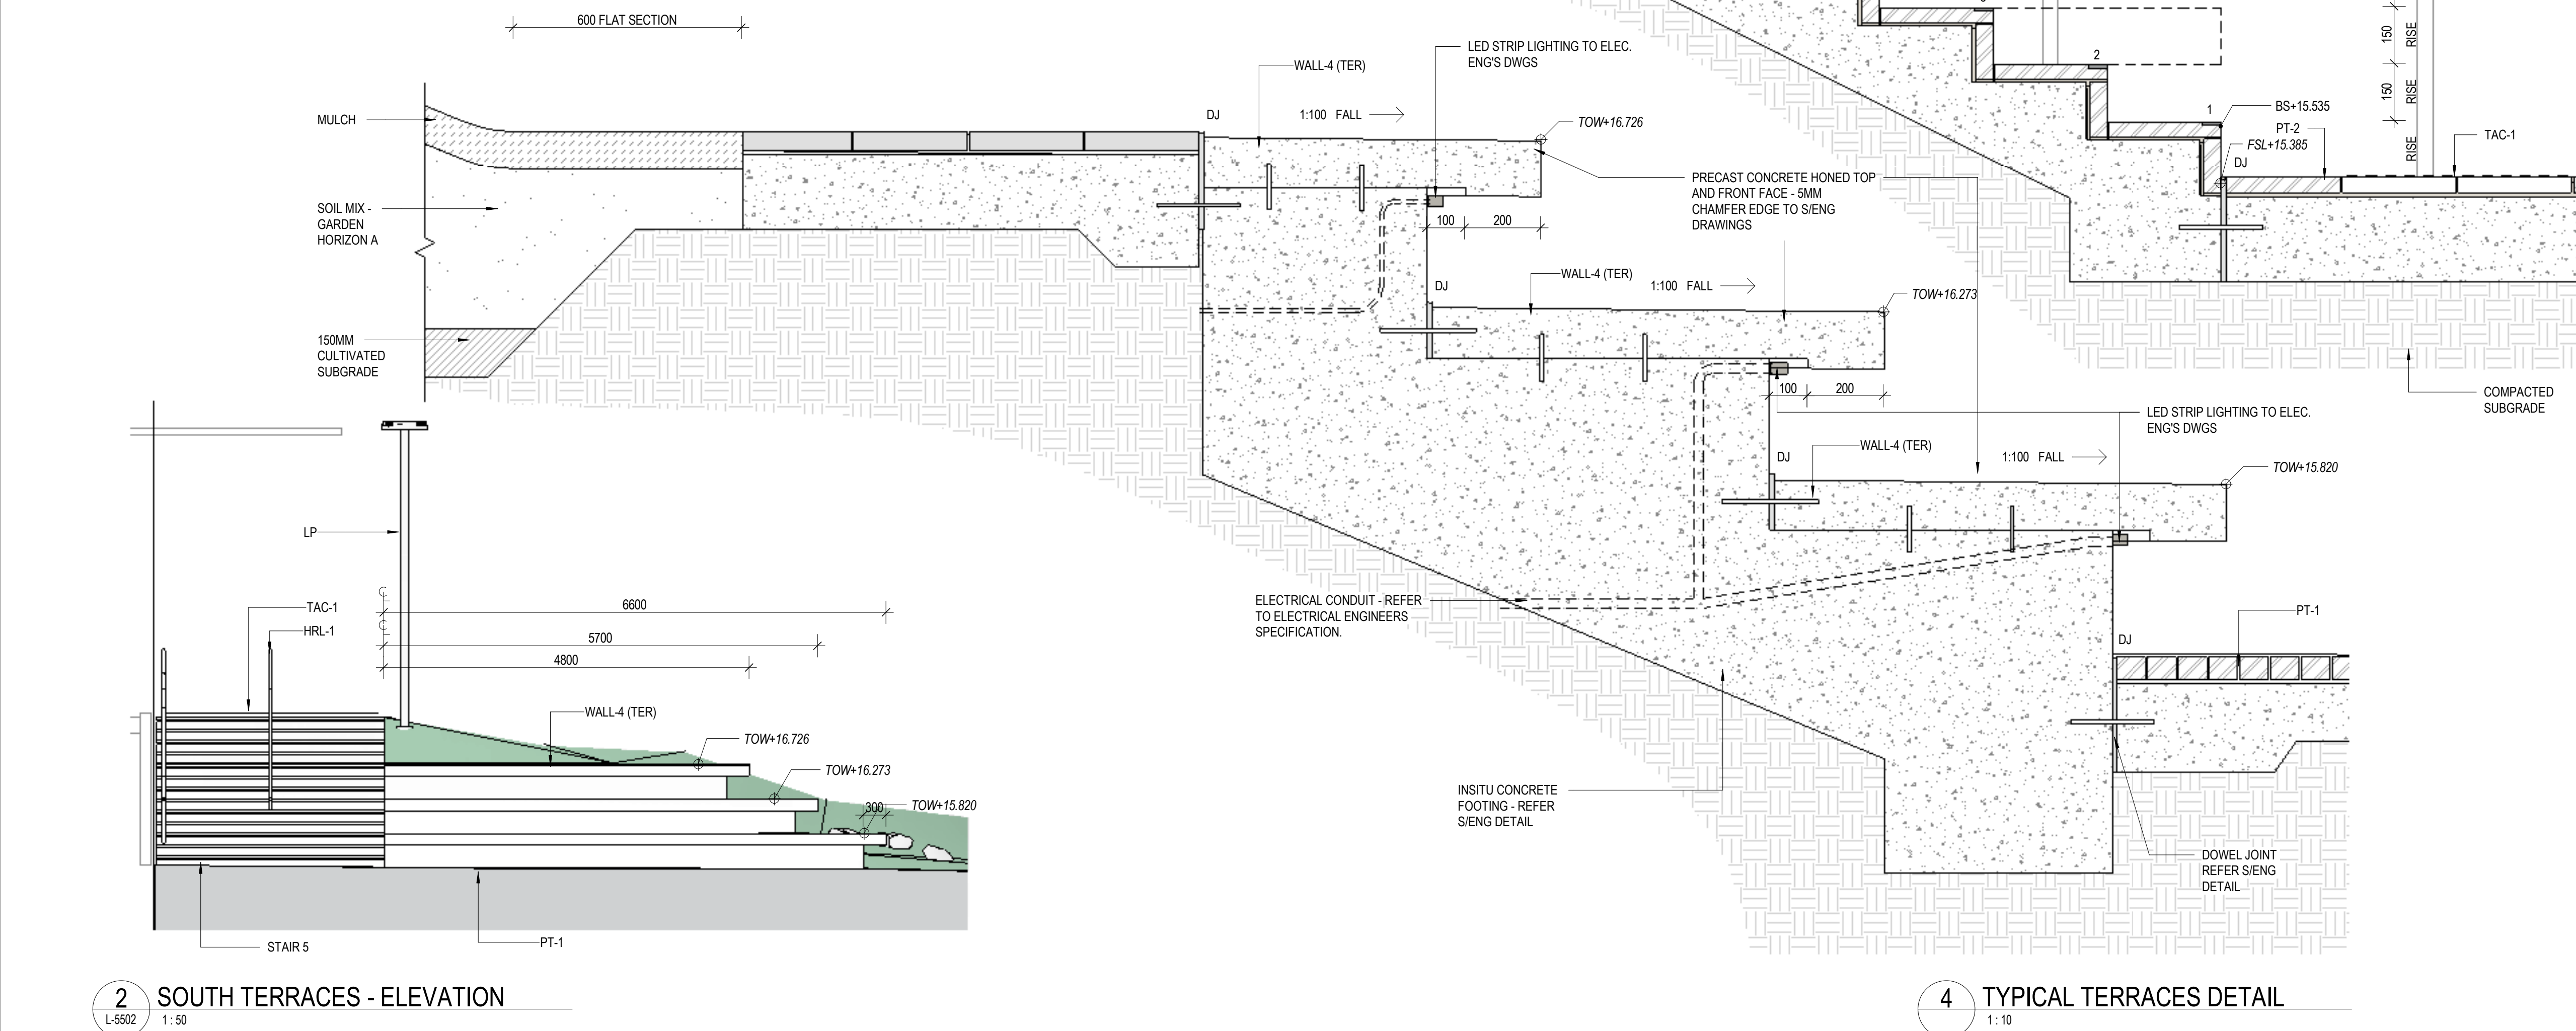 600 FLAT SECTION
MULCH
SOIL MIX -
GARDEN
HORIZON A
150MM
CULTIVATED
SUBGRADE
WALL-4 (TER)
LED STRIP LIGHTING TO ELEC.
ENG'S DWGS
DJ
1:100 FALL
TOW+16.726
PRECAST CONCRETE HONED TOP
AND FRONT FACE - 5MM
CHAMFER EDGE TO S/ENG
DRAWINGS
100
200
DJ
WALL-4 (TER)
1:100 FALL
TOW+16.273
100
200
LED STRIP LIGHTING TO ELEC.
ENG'S DWGS
DJ
WALL-4 (TER)
1:100 FALL
TOW+15.820
ELECTRICAL CONDUIT - REFER
TO ELECTRICAL ENGINEERS
SPECIFICATION.
PT-1
DJ
INSITU CONCRETE
FOOTING - REFER
S/ENG DETAIL
DOWEL JOINT
REFER S/ENG
DETAIL
2
1
BS+15.535
PT-2
FSL+15.385
DJ
150
RISE
150
RISE
RISE
TAC-1
COMPACTED
SUBGRADE
LP
TAC-1
HRL-1
CL
CL
6600
5700
4800
WALL-4 (TER)
TOW+16.726
TOW+16.273
300
TOW+15.820
STAIR 5
PT-1
2
L-5502
SOUTH TERRACES - ELEVATION
1 : 50
4
TYPICAL TERRACES DETAIL
1 : 10